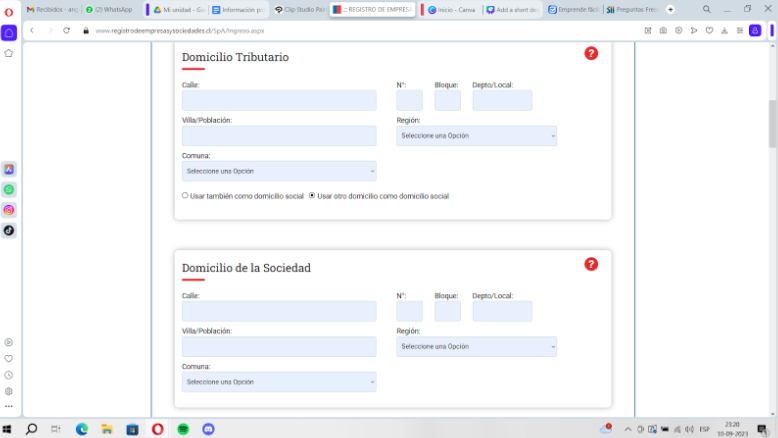 Recibidos - an
(2) WhatsApp
Mi unidad - Go
Información pa
Clip Studio Pai
.:: REGISTRO DE EMPRESA
Inicio - Canva
Add a short de
Emprende fácil
Preguntas Frec
www.registrodeempresasysociedades.cl/SpA/Ingreso.aspx
Domicilio Tributario
?
Calle:
N°:
Bloque:
Depto/Local:
Villa/Población:
Región:
Seleccione una Opción
Comuna:
Seleccione una Opción
Usar también como domicilio social
Usar otro domicilio como domicilio social
Domicilio de la Sociedad
?
Calle:
N°:
Bloque:
Depto/Local:
Villa/Población:
Región:
Seleccione una Opción
Comuna:
Seleccione una Opción
ESP
23:20
10-09-2023